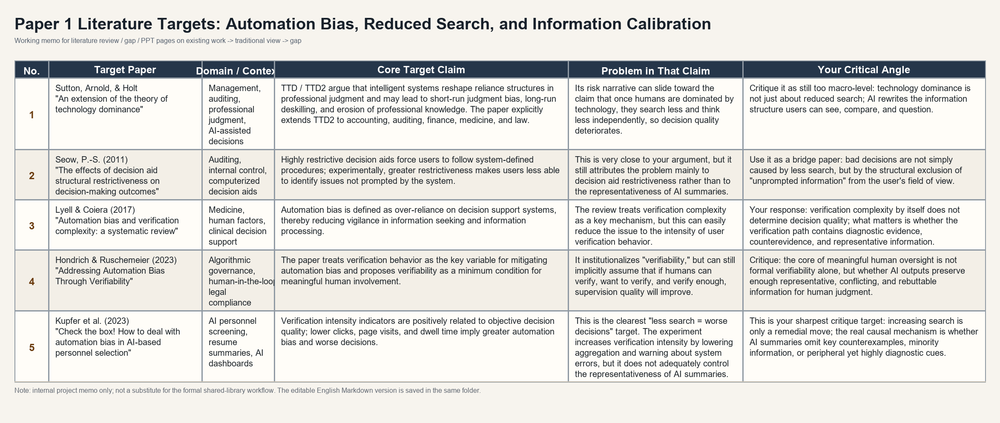 Paper 1 Literature Targets: Automation Bias, Reduced Search, and Information Calibration
Working memo for literature review / gap / PPT pages on existing work -> traditional view -> gap
No.
Target Paper
Domain / Contex
Core Target Claim
Problem in That Claim
Your Critical Angle
1
Sutton, Arnold, & Holt
"An extension of the theory of
technology dominance"
Management,
auditing,
professional
judgment,
AI-assisted
decisions
TTD / TTD2 argue that intelligent systems reshape reliance structures in
professional judgment and may lead to short-run judgment bias, long-run
deskilling, and erosion of professional knowledge. The paper explicitly
extends TTD2 to accounting, auditing, finance, medicine, and law.
Its risk narrative can slide toward the
claim that once humans are dominated by
technology, they search less and think
less independently, so decision quality
deteriorates.
Critique it as still too macro-level: technology dominance is
not just about reduced search; AI rewrites the information
structure users can see, compare, and question.
2
Seow, P.-S. (2011)
"The effects of decision aid
structural restrictiveness on
decision-making outcomes"
Auditing,
internal control,
computerized
decision aids
Highly restrictive decision aids force users to follow system-defined
procedures; experimentally, greater restrictiveness makes users less able
to identify issues not prompted by the system.
This is very close to your argument, but it
still attributes the problem mainly to
decision aid restrictiveness rather than to
the representativeness of AI summaries.
Use it as a bridge paper: bad decisions are not simply
caused by less search, but by the structural exclusion of
"unprompted information" from the user's field of view.
3
Lyell & Coiera (2017)
"Automation bias and verification
complexity: a systematic review"
Medicine,
human factors,
clinical decision
support
Automation bias is defined as over-reliance on decision support systems,
thereby reducing vigilance in information seeking and information
processing.
The review treats verification complexity
as a key mechanism, but this can easily
reduce the issue to the intensity of user
verification behavior.
Your response: verification complexity by itself does not
determine decision quality; what matters is whether the
verification path contains diagnostic evidence,
counterevidence, and representative information.
4
Hondrich & Ruschemeier (2023)
"Addressing Automation Bias
Through Verifiability"
Algorithmic
governance,
human-in-the-loop
legal
compliance
The paper treats verification behavior as the key variable for mitigating
automation bias and proposes verifiability as a minimum condition for
meaningful human involvement.
It institutionalizes "verifiability," but can still
implicitly assume that if humans can
verify, want to verify, and verify enough,
supervision quality will improve.
Critique: the core of meaningful human oversight is not
formal verifiability alone, but whether AI outputs preserve
enough representative, conflicting, and rebuttable
information for human judgment.
5
Kupfer et al. (2023)
"Check the box! How to deal with
automation bias in AI-based
personnel selection"
AI personnel
screening,
resume
summaries, AI
dashboards
Verification intensity indicators are positively related to objective decision
quality; lower clicks, page visits, and dwell time imply greater automation
bias and worse decisions.
This is the clearest "less search = worse
decisions" target. The experiment
increases verification intensity by lowering
aggregation and warning about system
errors, but it does not adequately control
the representativeness of AI summaries.
This is your sharpest critique target: increasing search is
only a remedial move; the real causal mechanism is whether
AI summaries omit key counterexamples, minority
information, or peripheral yet highly diagnostic cues.
Note: internal project memo only; not a substitute for the formal shared-library workflow. The editable English Markdown version is saved in the same folder.